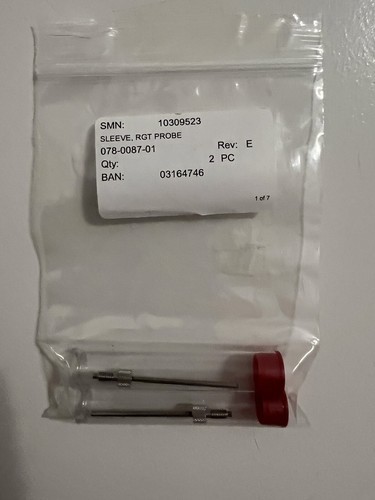 SMN: 10309523
SLEEVE, RGT PROBE
078-0087-01 Rev: E
Qty: 2 PC
BAN: 03164746
1 of 7